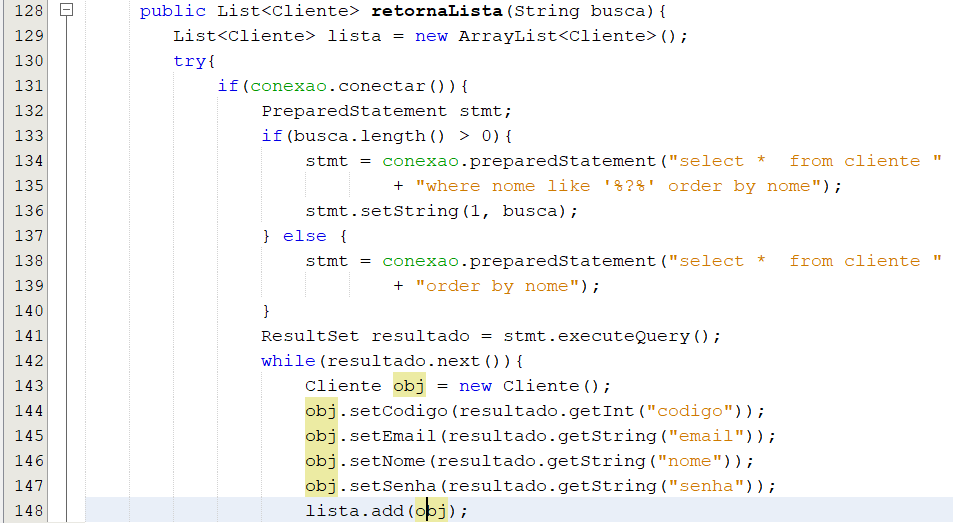 128 public List<Cliente> retornaLista(String busca){
129 List<Cliente> lista = new ArrayList<Cliente>();
130 try{
131 if(conexao.conectar()){
132 PreparedStatement stmt;
133 if(busca.length() > 0){
134 stmt = conexao.preparedStatement("select *  from cliente "
135 + "where nome like '%?%' order by nome");
136 stmt.setString(1, busca);
137 } else {
138 stmt = conexao.preparedStatement("select *  from cliente "
139 + "order by nome");
140 }
141 ResultSet resultado = stmt.executeQuery();
142 while(resultado.next()){
143 Cliente obj = new Cliente();
144 obj.setCodigo(resultado.getInt("codigo"));
145 obj.setEmail(resultado.getString("email"));
146 obj.setNome(resultado.getString("nome"));
147 obj.setSenha(resultado.getString("senha"));
148 lista.add(obj);